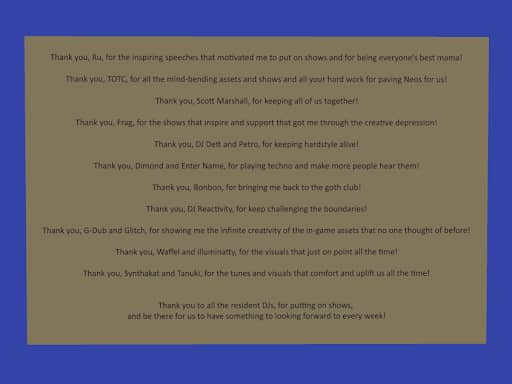 Thank you, Ru, for the inspiring speeches that motivated me to put on shows and for being everyone's best mama!
Thank you, TOTC, for all the mind-bending assets and shows and all your hard work for paving Neos for us!
Thank you, Scott Marshall, for keeping all of us together!
Thank you, Frag, for the shows that inspire and support that got me through the creative depression!
Thank you, DJ Dett and Petro, for keeping hardstyle alive!
Thank you, Dimond and Enter Name, for playing techno and make more people hear them!
Thank you, Bonbon, for bringing me back to the goth club!
Thank you, DJ Reactivity, for keep challenging the boundaries!
Thank you, G-Dub and Glitch, for showing me the infinite creativity of the in-game assets that no one thought of before!
Thank you, Waffel and illuminatty, for the visuals that just on point all the time!
Thank you, Synthakat and Tanuki, for the tunes and visuals that comfort and uplift us all the time!
Thank you to all the resident DJs, for putting on shows,
and be there for us to have something to looking forward to every week!